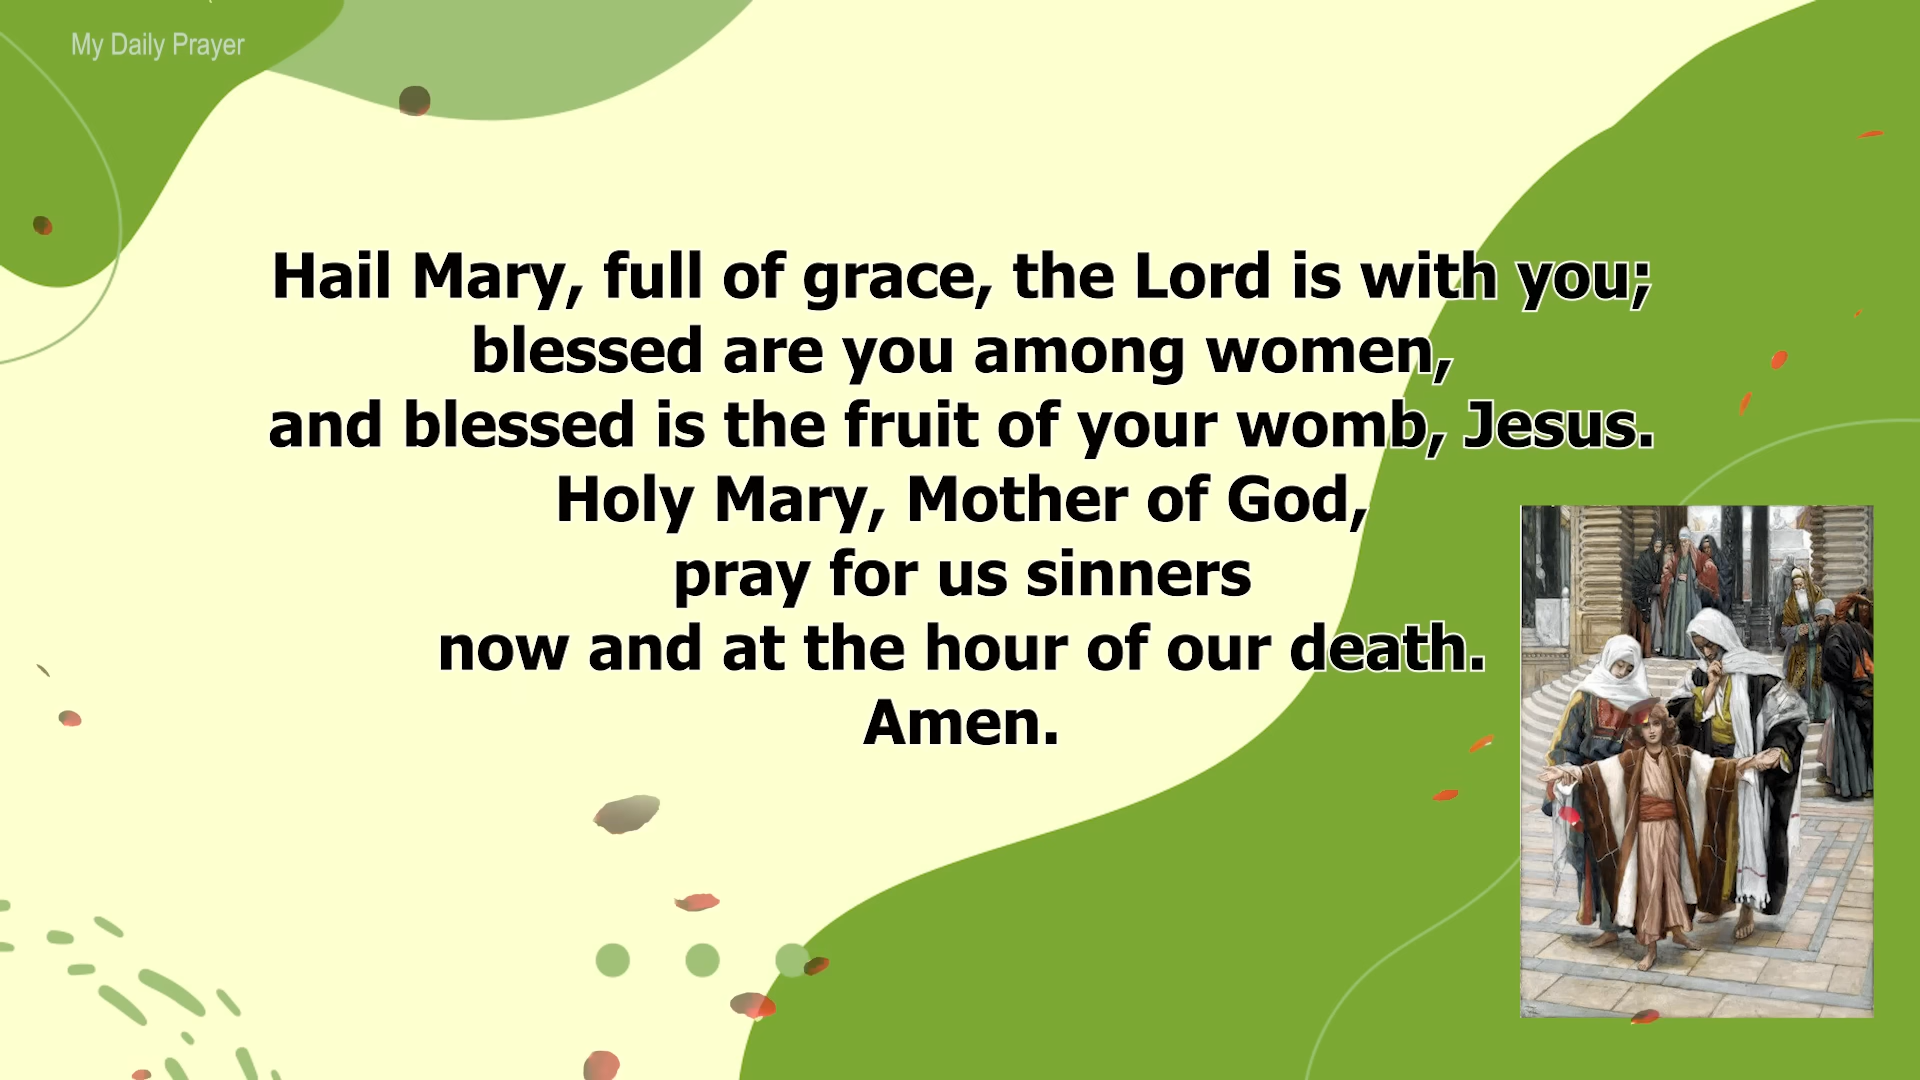 My Daily Prayer
Hail Mary, full of grace, the Lord is with you;
blessed are you among women,
and blessed is the fruit of your womb, Jesus.
Holy Mary, Mother of God,
pray for us sinners
now and at the hour of our death.
Amen.